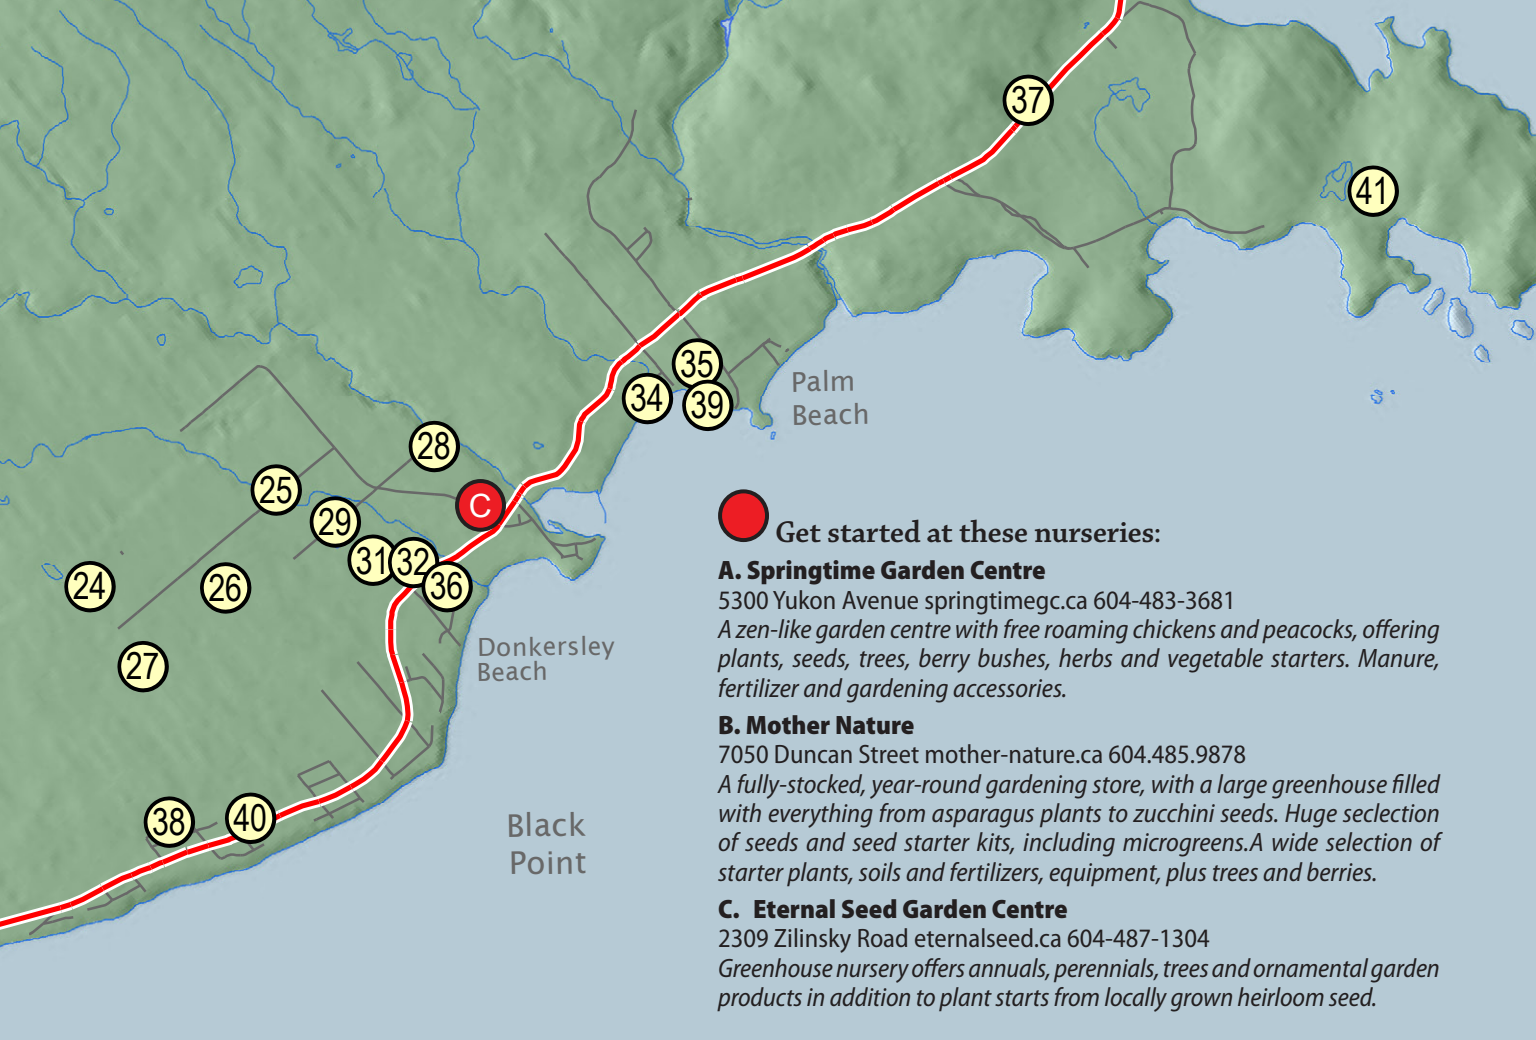 37
41
35
34
39
Palm
Beach
28
25
C
29
31
32
24
26
36
27
Donkersley
Beach
38
40
Black
Point
Get started at these nurseries:
A. Springtime Garden Centre
5300 Yukon Avenue springtimegc.ca 604-483-3681
A zen-like garden centre with free roaming chickens and peacocks, offering
plants, seeds, trees, berry bushes, herbs and vegetable starters. Manure,
fertilizer and gardening accessories.
B. Mother Nature
7050 Duncan Street mother-nature.ca 604.485.9878
A fully-stocked, year-round gardening store, with a large greenhouse filled
with everything from asparagus plants to zucchini seeds. Huge seclection
of seeds and seed starter kits, including microgreens.A wide selection of
starter plants, soils and fertilizers, equipment, plus trees and berries.
C. Eternal Seed Garden Centre
2309 Zilinsky Road eternalseed.ca 604-487-1304
Greenhouse nursery offers annuals, perennials, trees and ornamental garden
products in addition to plant starts from locally grown heirloom seed.